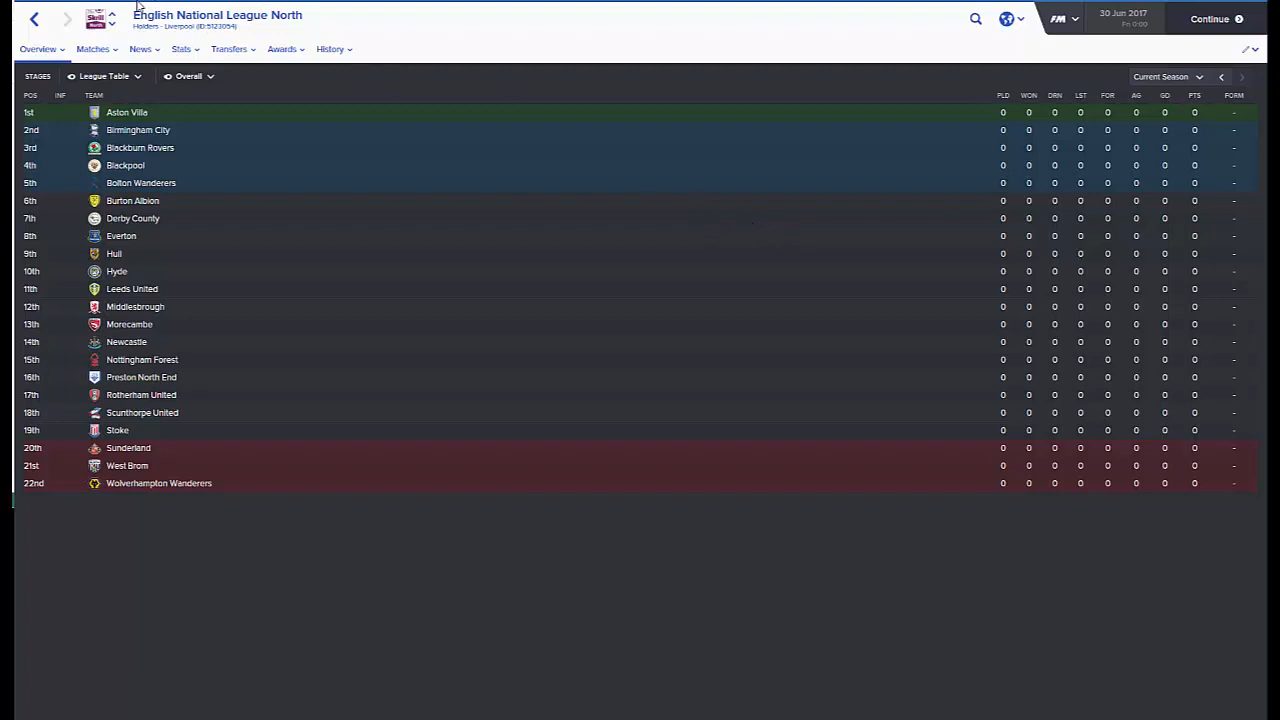 English National League North
Holders - Liverpool (ID:5123054)
Skrill North
FM
30 Jun 2017
Fri 0:00
Continue
Overview Matches News Stats Transfers Awards History
STAGES League Table Overall Current Season
POS INF TEAM PLD WON DRN LST FOR AG GD PTS FORM
1st Aston Villa 0 0 0 0 0 0 0 0 -
2nd Birmingham City 0 0 0 0 0 0 0 0 -
3rd Blackburn Rovers 0 0 0 0 0 0 0 0 -
4th Blackpool 0 0 0 0 0 0 0 0 -
5th Bolton Wanderers 0 0 0 0 0 0 0 0 -
6th Burton Albion 0 0 0 0 0 0 0 0 -
7th Derby County 0 0 0 0 0 0 0 0 -
8th Everton 0 0 0 0 0 0 0 0 -
9th Hull 0 0 0 0 0 0 0 0 -
10th Hyde 0 0 0 0 0 0 0 0 -
11th Leeds United 0 0 0 0 0 0 0 0 -
12th Middlesbrough 0 0 0 0 0 0 0 0 -
13th Morecambe 0 0 0 0 0 0 0 0 -
14th Newcastle 0 0 0 0 0 0 0 0 -
15th Nottingham Forest 0 0 0 0 0 0 0 0 -
16th Preston North End 0 0 0 0 0 0 0 0 -
17th Rotherham United 0 0 0 0 0 0 0 0 -
18th Scunthorpe United 0 0 0 0 0 0 0 0 -
19th Stoke 0 0 0 0 0 0 0 0 -
20th Sunderland 0 0 0 0 0 0 0 0 -
21st West Brom 0 0 0 0 0 0 0 0 -
22nd Wolverhampton Wanderers 0 0 0 0 0 0 0 0 -